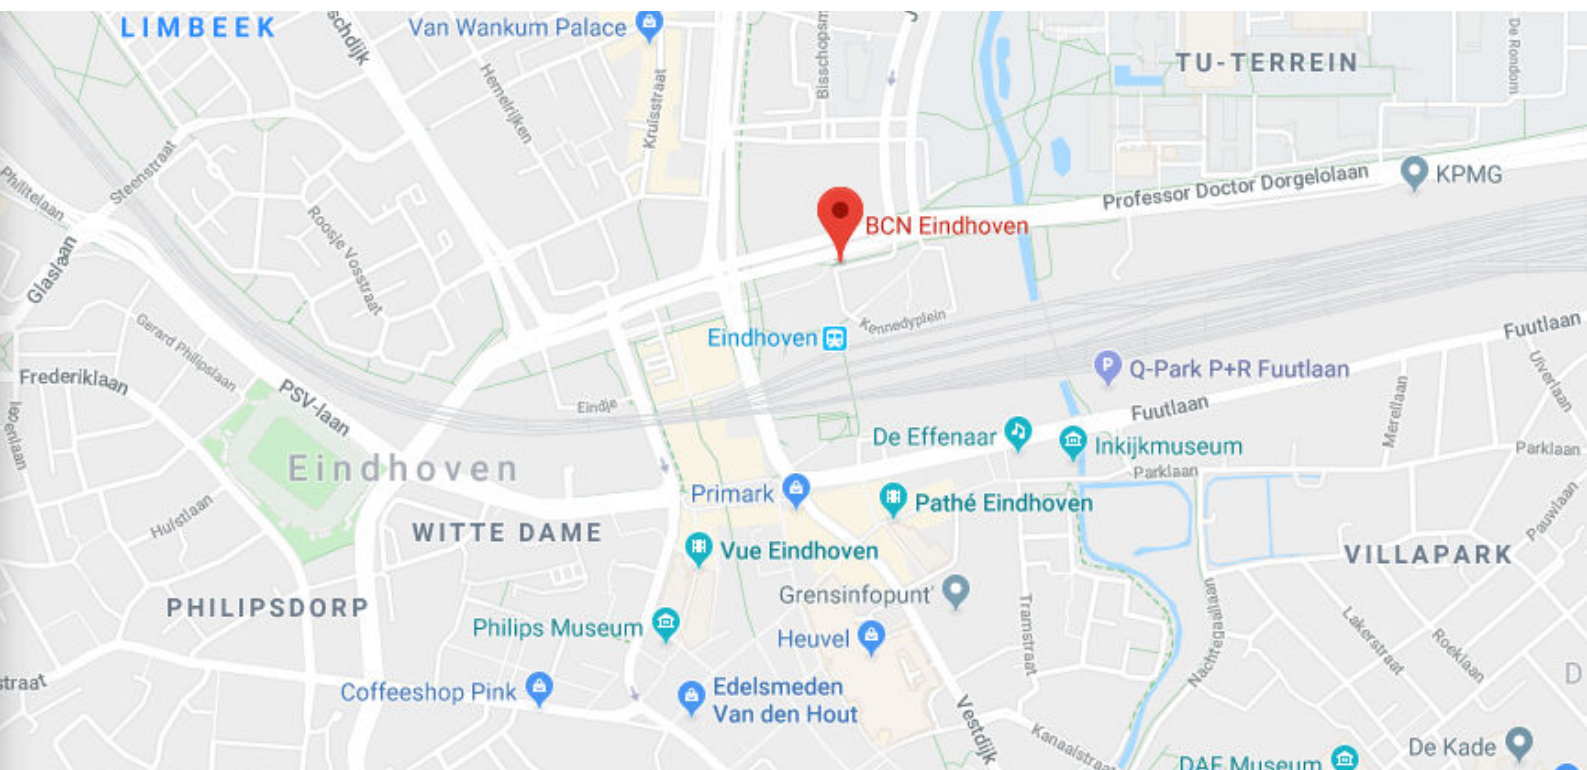 LIMBEEK
schdijk
Van Wankum Palace
Bisschopsm
De Rondom
TU-TERREIN
Hemelrijken
Kruisstraat
Steenstraat
Philitelaan
Professor Doctor Dorgelolaan
KPMG
BCN Eindhoven
Roosje Vosstraat
Glaslaan
Kennedyplein
Eindhoven
Fuutlaan
Gerard Philipslaan
Q-Park P+R Fuutlaan
Uiverlaan
Frederiklaan
PSV-laan
Eindje
Fuutlaan
Merellaan
De Effenaar
Inkijkmuseum
Parklaan
Parklaan
Eindhoven
Primark
Pathé Eindhoven
Pauwlaan
Hulstlaan
WITTE DAME
Vue Eindhoven
VILLAPARK
Grensinfopunt
PHILIPSDORP
Philips Museum
Heuvel
Tramstraat
Nachtegaallaan
Lakerstraat
Roeklaan
straat
Coffeeshop Pink
Edelsmeden
Van den Hout
D
Vestdijk
Kanaalstraa
DAF Museum
De Kade